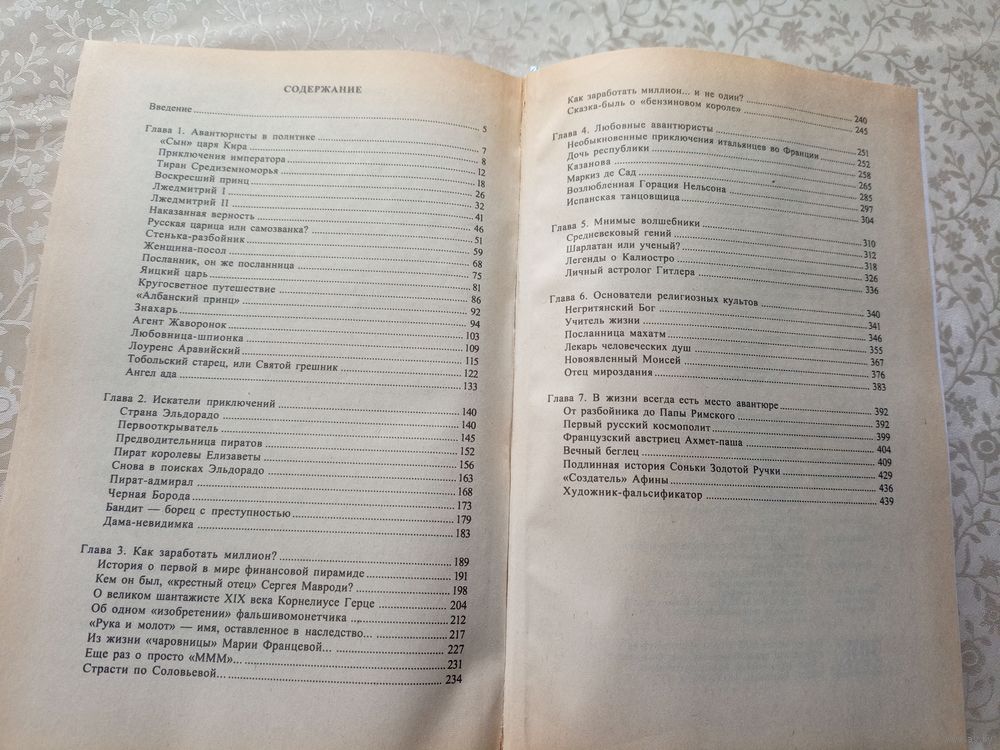 СОДЕРЖАНИЕ
Введение 5
Глава 1. Авантюристы в политике 7
«Сын» царя Кира 8
Приключения императора 12
Тиран Средиземноморья 18
Воскресший принц 26
Лжедмитрий I 32
Лжедмитрий II 41
Наказанная верность 46
Русская царица или самозванка? 51
Стенька-разбойник 59
Женщина-посол 68
Посланник, он же посланница 75
Яицкий царь 81
Кругосветное путешествие 86
«Албанский принц» 92
Знахарь 94
Агент Жаворонок 103
Любовница-шпионка 109
Лоуренс Аравийский 115
Тобольский старец, или Святой грешник 122
Ангел ада 133
Глава 2. Искатели приключений 140
Страна Эльдорадо 140
Первооткрыватель 145
Предводительница пиратов 152
Пират королевы Елизаветы 156
Снова в поисках Эльдорадо 163
Пират-адмирал 168
Черная Борода 173
Бандит — борец с преступностью 179
Дама-невидимка 183
Глава 3. Как заработать миллион? 189
История о первой в мире финансовой пирамиде 191
Кем он был, «крестный отец» Сергея Мавроди? 198
О великом шантажисте XIX века Корнелиусе Герце 204
Об одном «изобретении» фальшивомонетчика 212
«Рука и молот» — имя, оставленное в наследство... 217
Из жизни «чаровницы» Марии Францевой... 227
Еще раз о просто «МММ»... 231
Страсти по Соловьевой... 234
Как заработать миллион... и не один? 240
Сказка-быль о «бензиновом короле» 245
Глава 4. Любовные авантюристы 251
Необыкновенные приключения итальянцев во Франции 252
Дочь республики 258
Казанова 265
Маркиз де Сад 285
Возлюбленная Горация Нельсона 297
Испанская танцовщица 304
Глава 5. Мнимые волшебники 310
Средневековый гений 312
Шарлатан или ученый? 318
Легенды о Калиостро 326
Личный астролог Гитлера 336
Глава 6. Основатели религиозных культов 340
Негритянский Бог 341
Учитель жизни 346
Посланница махатм 355
Лекарь человеческих душ 367
Новоявленный Моисей 376
Отец мироздания 383
Глава 7. В жизни всегда есть место авантюре 392
От разбойника до Папы Римского 392
Первый русский космополит 399
Французский австриец Ахмет-паша 404
Вечный беглец 409
Подлинная история Соньки Золотой Ручки 429
«Создатель» Афины 436
Художник-фальсификатор 439